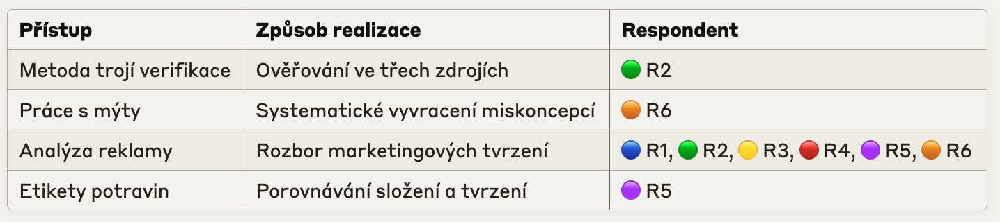 Přístup Způsob realizace Respondent
Metoda trojí verifikace Ověřování ve třech zdrojích R2
Práce s mýty Systematické vyvracení miskoncepcí R6
Analýza reklamy Rozbor marketingových tvrzení R1, R2, R3, R4, R5, R6
Etikety potravin Porovnávání složení a tvrzení R5